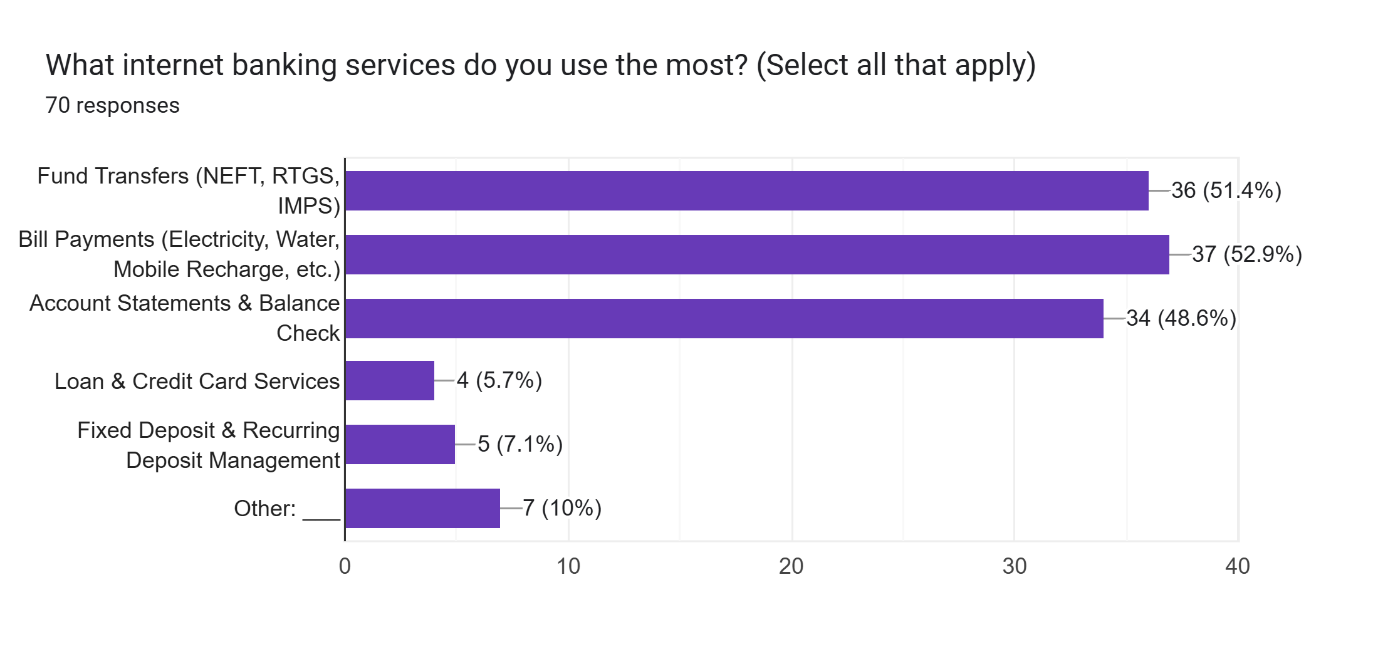 What internet banking services do you use the most? (Select all that apply)
70 responses
Fund Transfers (NEFT, RTGS,
IMPS)
36 (51.4%)
Bill Payments (Electricity, Water,
Mobile Recharge, etc.)
37 (52.9%)
Account Statements & Balance
Check
34 (48.6%)
Loan & Credit Card Services
4 (5.7%)
Fixed Deposit & Recurring
Deposit Management
5 (7.1%)
Other: ___
7 (10%)
0 10 20 30 40